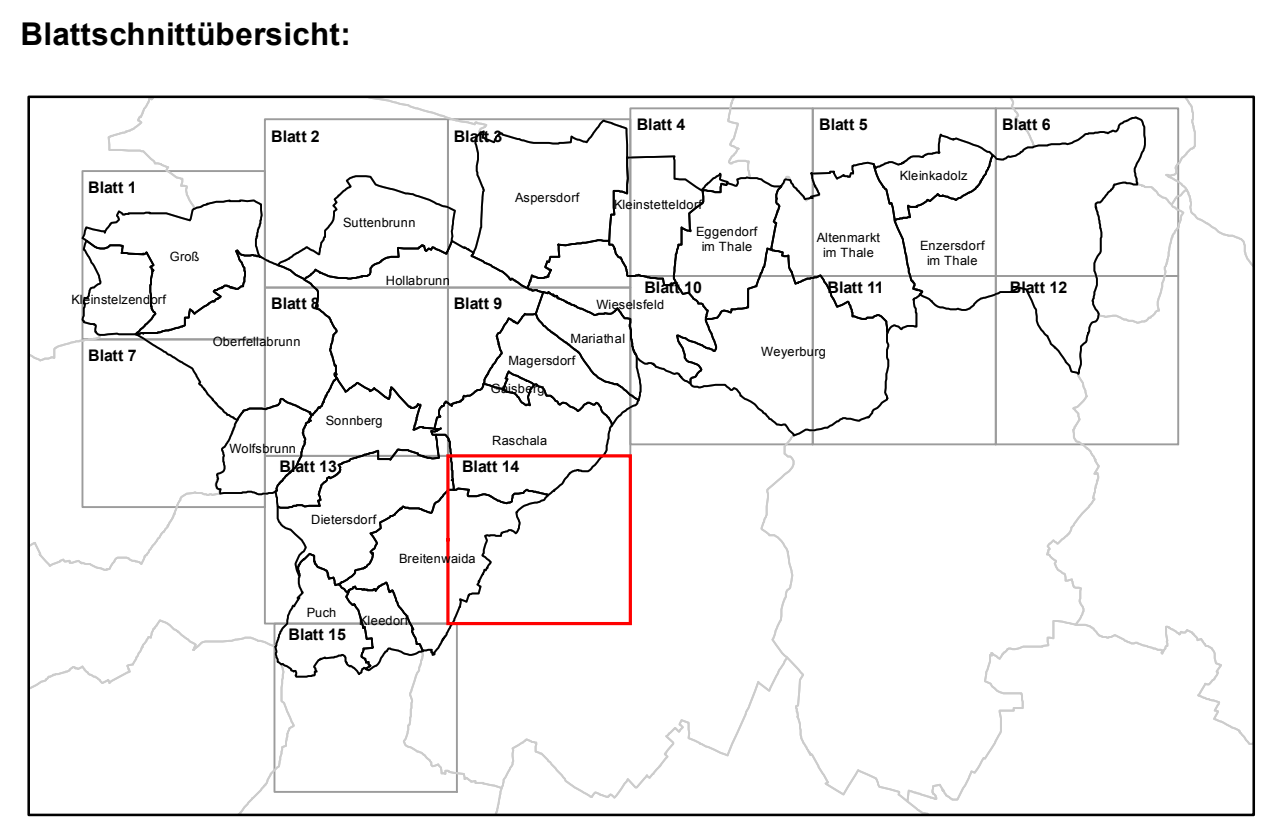 Blattschnittübersicht:
Blatt 4
Blatt 5
Blatt 6
Blatt 2
Blatt 3
Kleinkadolz
Blatt 1
Aspersdorf
Kleinstetteldorf
Suttenbrunn
Eggendorf
im Thale
Altenmarkt
im Thale
Enzersdorf
im Thale
Groß
Hollabrunn
Blatt 10
Blatt 11
Blatt 12
Kleinstelzendorf
Blatt 8
Blatt 9
Wieselsfeld
Oberfellabrunn
Mariathal
Blatt 7
Magersdorf
Weyerburg
Gaisberg
Sonnberg
Raschala
Wolfsbrunn
Blatt 13
Blatt 14
Dietersdorf
Breitenwaida
Puch
Kleedorf
Blatt 15